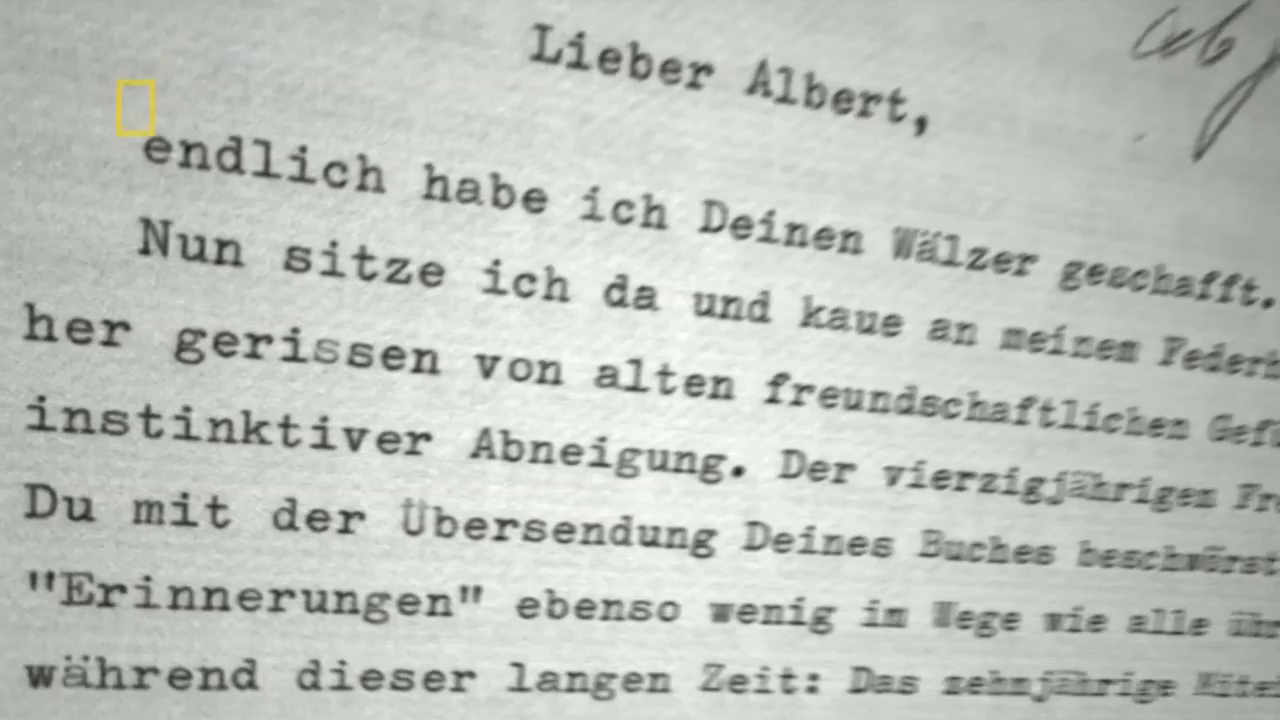 Lieber Albert,
endlich habe ich Deinen Wälzer geschafft.
Nun sitze ich da und kaue an meinem
her gerissen von alten freundschaftlichen
instinktiver Abneigung. Der vierzigjährigen
Du mit der Übersendung Deines Buches beschwörst
"Erinnerungen" ebenso wenig im Wege wie alle
während dieser langen Zeit: Das zehnjährige